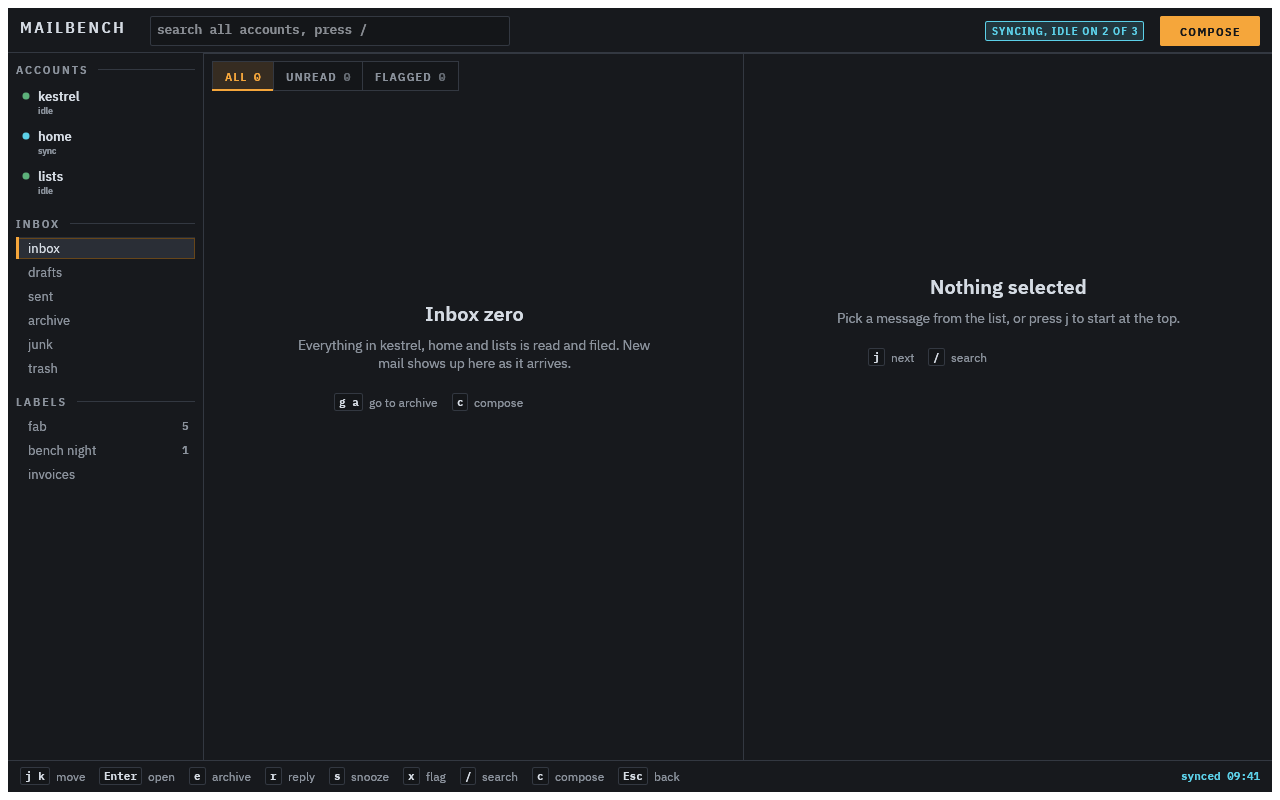 MAILBENCH
search all accounts, press /
SYNCING, IDLE ON 2 OF 3
COMPOSE
ACCOUNTS
kestrel
idle
home
sync
lists
idle
INBOX
inbox
drafts
sent
archive
junk
trash
LABELS
fab 5
bench night 1
invoices
ALL 0 UNREAD 0 FLAGGED 0
Inbox zero
Everything in kestrel, home and lists is read and filed. New
mail shows up here as it arrives.
g a go to archive c compose
Nothing selected
Pick a message from the list, or press j to start at the top.
j next / search
j k move Enter open e archive r reply s snooze x flag / search c compose Esc back
synced 09:41